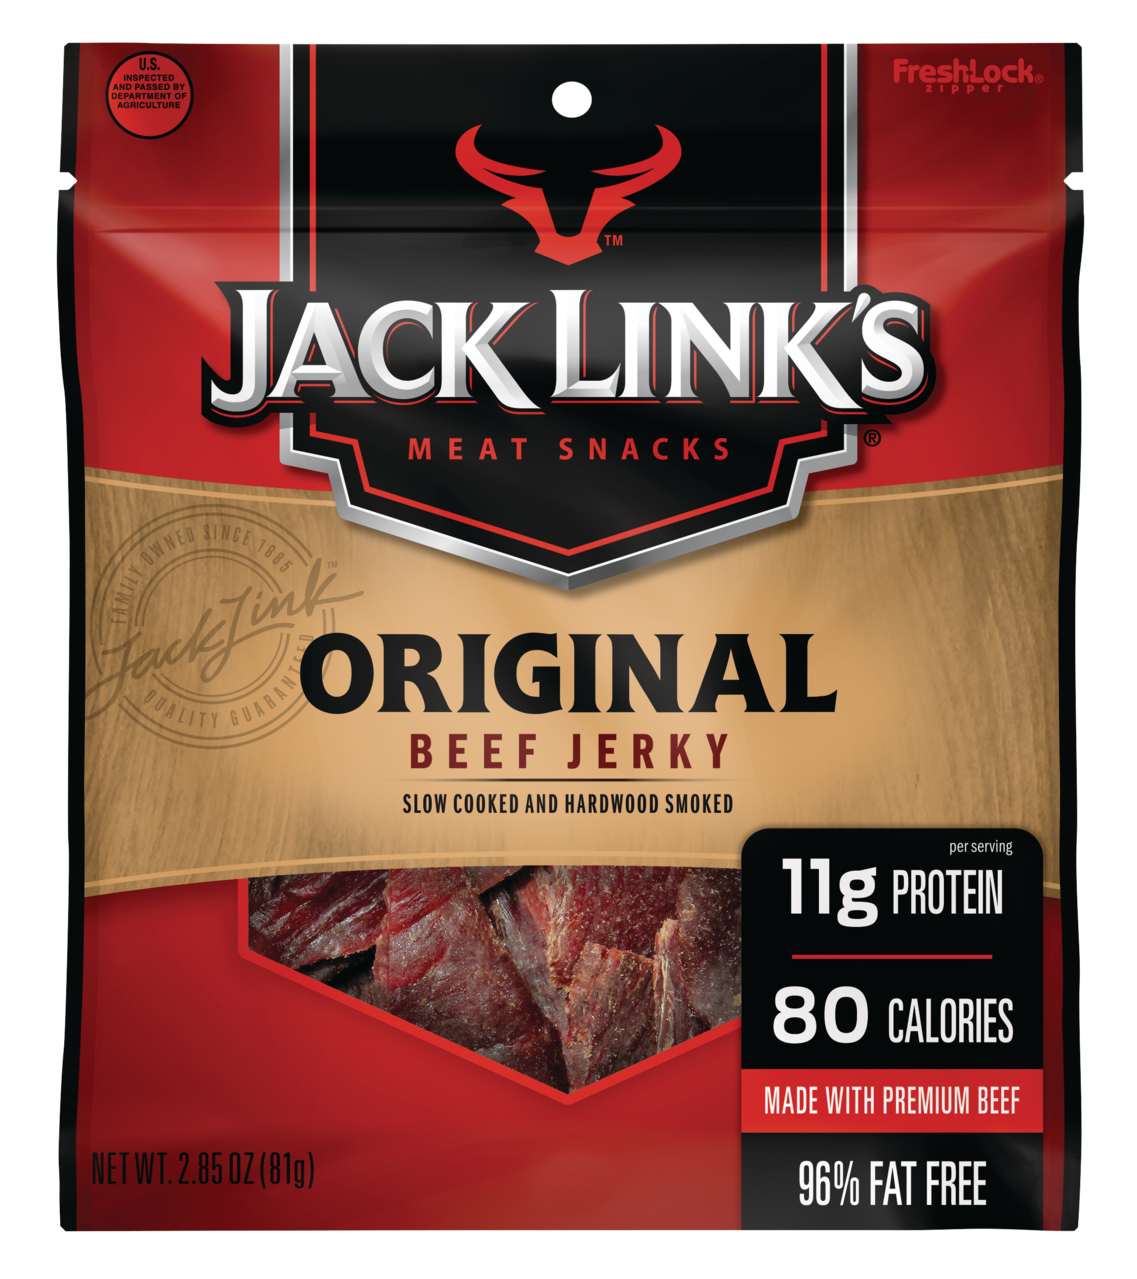 U.S.
INSPECTED
AND PASSED BY
DEPARTMENT OF
AGRICULTURE
FreshLock®
zipper
TM
JACK LINK'S
®
MEAT SNACKS
FAMILY OWNED SINCE 1885
Jack Link
TM
QUALITY GUARANTEED
ORIGINAL
BEEF JERKY
SLOW COOKED AND HARDWOOD SMOKED
per serving
11g PROTEIN
80 CALORIES
MADE WITH PREMIUM BEEF
96% FAT FREE
NET WT. 2.85 OZ (81g)